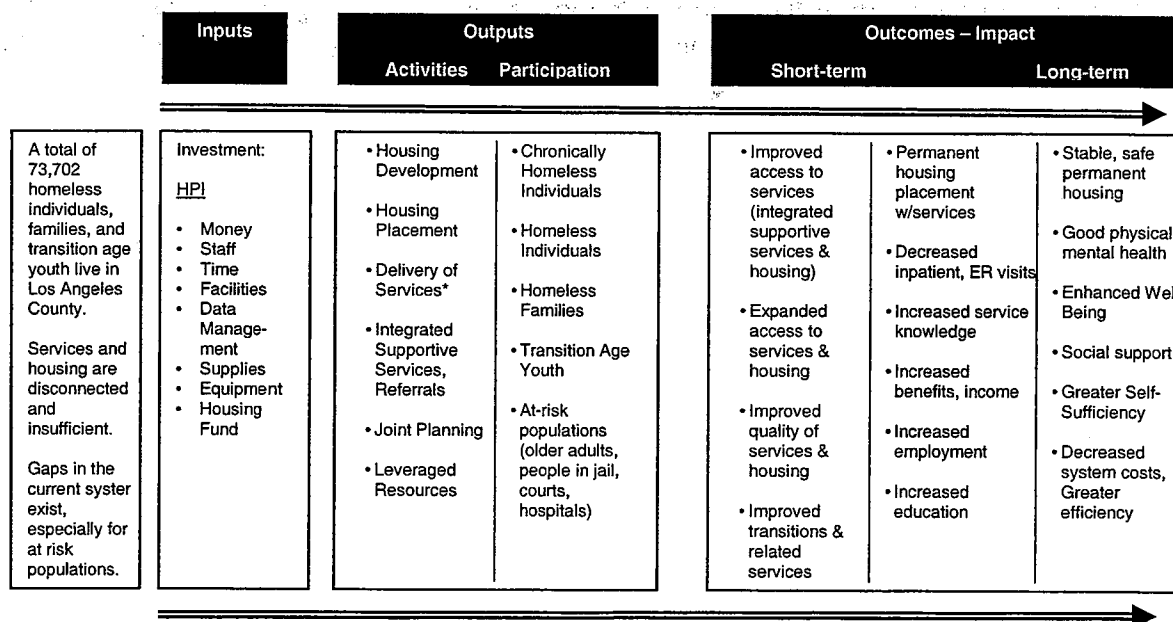 Inputs
Outputs
Activities Participation
Outcomes – Impact
Short-term Long-term
A total of
73,702
homeless
individuals,
families, and
transition age
youth live in
Los Angeles
County.
Services and
housing are
disconnected
and
insufficient.
Gaps in the
current syster
exist,
especially for
at risk
populations.
Investment:
HPI
• Money
• Staff
• Time
• Facilities
• Data
Manage-
ment
• Supplies
• Equipment
• Housing
Fund
• Housing
Development
• Housing
Placement
• Delivery of
Services*
• Integrated
Supportive
Services,
Referrals
• Joint Planning
• Leveraged
Resources
• Chronically
Homeless
Individuals
• Homeless
Individuals
• Homeless
Families
• Transition Age
Youth
• At-risk
populations
(older adults,
people in jail,
courts,
hospitals)
• Improved
access to
services
(integrated
supportive
services &
housing)
• Expanded
access to
services &
housing
• Improved
quality of
services &
housing
• Improved
transitions &
related
services
• Permanent
housing
placement
w/services
• Decreased
inpatient, ER visits
• Increased service
knowledge
• Increased
benefits, income
• Increased
employment
• Increased
education
• Stable, safe
permanent
housing
• Good physical
mental health
• Enhanced Wel
Being
• Social support
• Greater Self-
Sufficiency
• Decreased
system costs,
Greater
efficiency